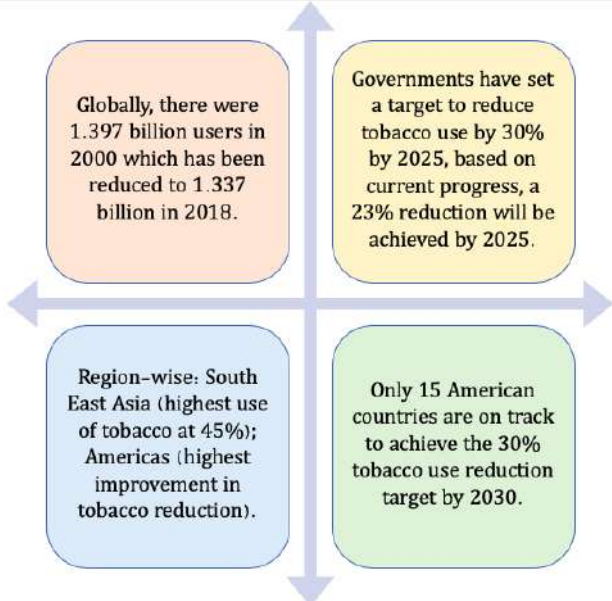 Globally, there were
1.397 billion users in
2000 which has been
reduced to 1.337
billion in 2018.
Governments have set
a target to reduce
tobacco use by 30%
by 2025, based on
current progress, a
23% reduction will be
achieved by 2025.
Region-wise: South
East Asia (highest use
of tobacco at 45%);
Americas (highest
improvement in
tobacco reduction).
Only 15 American
countries are on track
to achieve the 30%
tobacco use reduction
target by 2030.